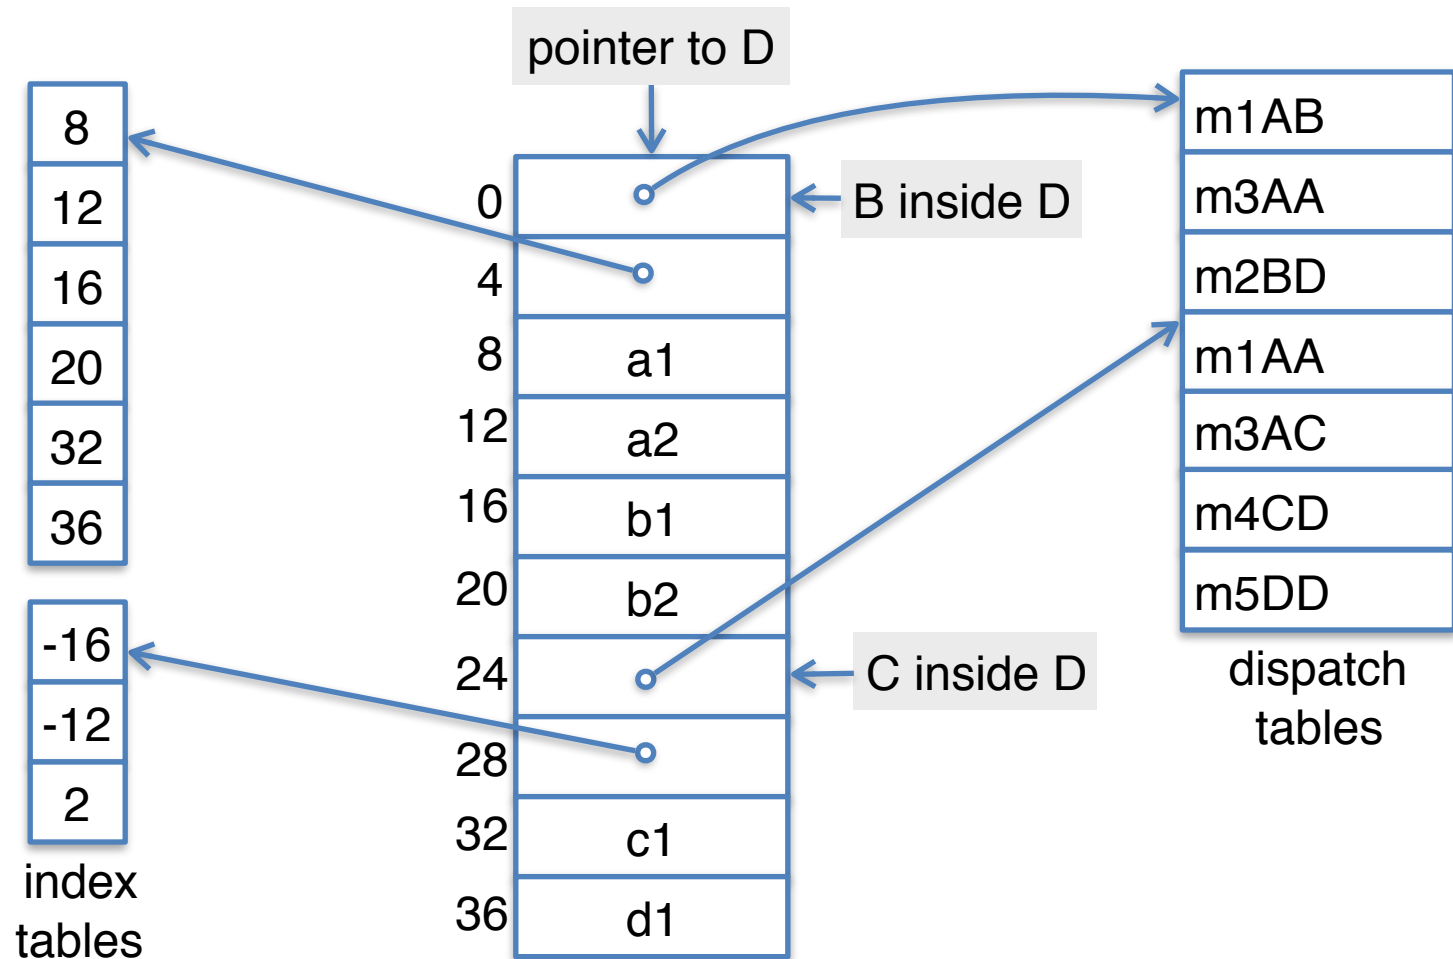 pointer to D
8
12
16
20
32
36
-16
-12
2
index
tables
0
4
8
a1
12
a2
16
b1
20
b2
24
28
32
c1
36
d1
B inside D
C inside D
m1AB
m3AA
m2BD
m1AA
m3AC
m4CD
m5DD
dispatch
tables